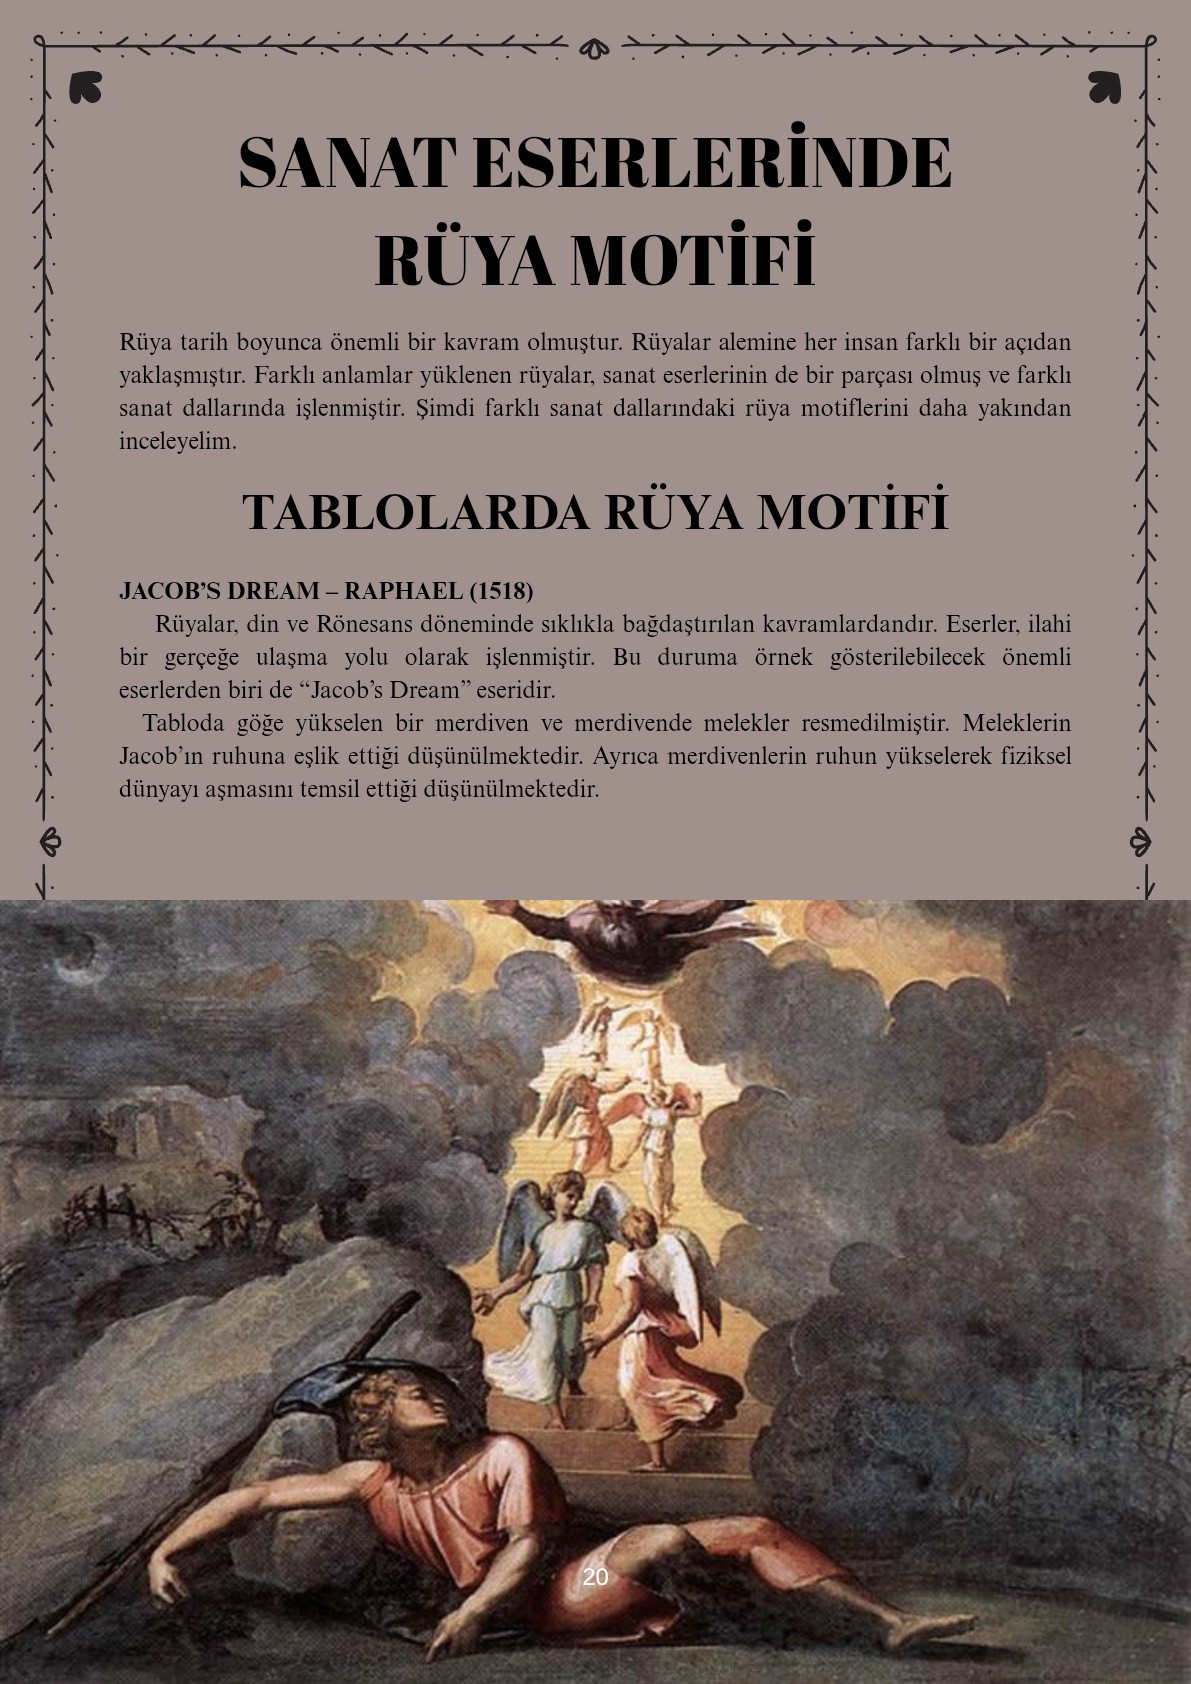 SANAT ESERLERİNDE
RÜYA MOTİFİ
Rüya tarih boyunca önemli bir kavram olmuştur. Rüyalar alemine her insan farklı bir açıdan
yaklaşmıştır. Farklı anlamlar yüklenen rüyalar, sanat eserlerinin de bir parçası olmuş ve farklı
sanat dallarında işlenmiştir. Şimdi farklı sanat dallarındaki rüya motiflerini daha yakından
inceleyelim.
TABLOLARDA RÜYA MOTİFİ
JACOB’S DREAM – RAPHAEL (1518)
Rüyalar, din ve Rönesans döneminde sıklıkla bağdaştırılan kavramlardandır. Eserler, ilahi
bir gerçeğe ulaşma yolu olarak işlenmiştir. Bu duruma örnek gösterilebilecek önemli
eserlerden biri de “Jacob’s Dream” eseridir.
Tabloda göğe yükselen bir merdiven ve merdivende melekler resmedilmiştir. Meleklerin
Jacob’ın ruhuna eşlik ettiği düşünülmektedir. Ayrıca merdivenlerin ruhun yükselerek fiziksel
dünyayı aşmasını temsil ettiği düşünülmektedir.
20